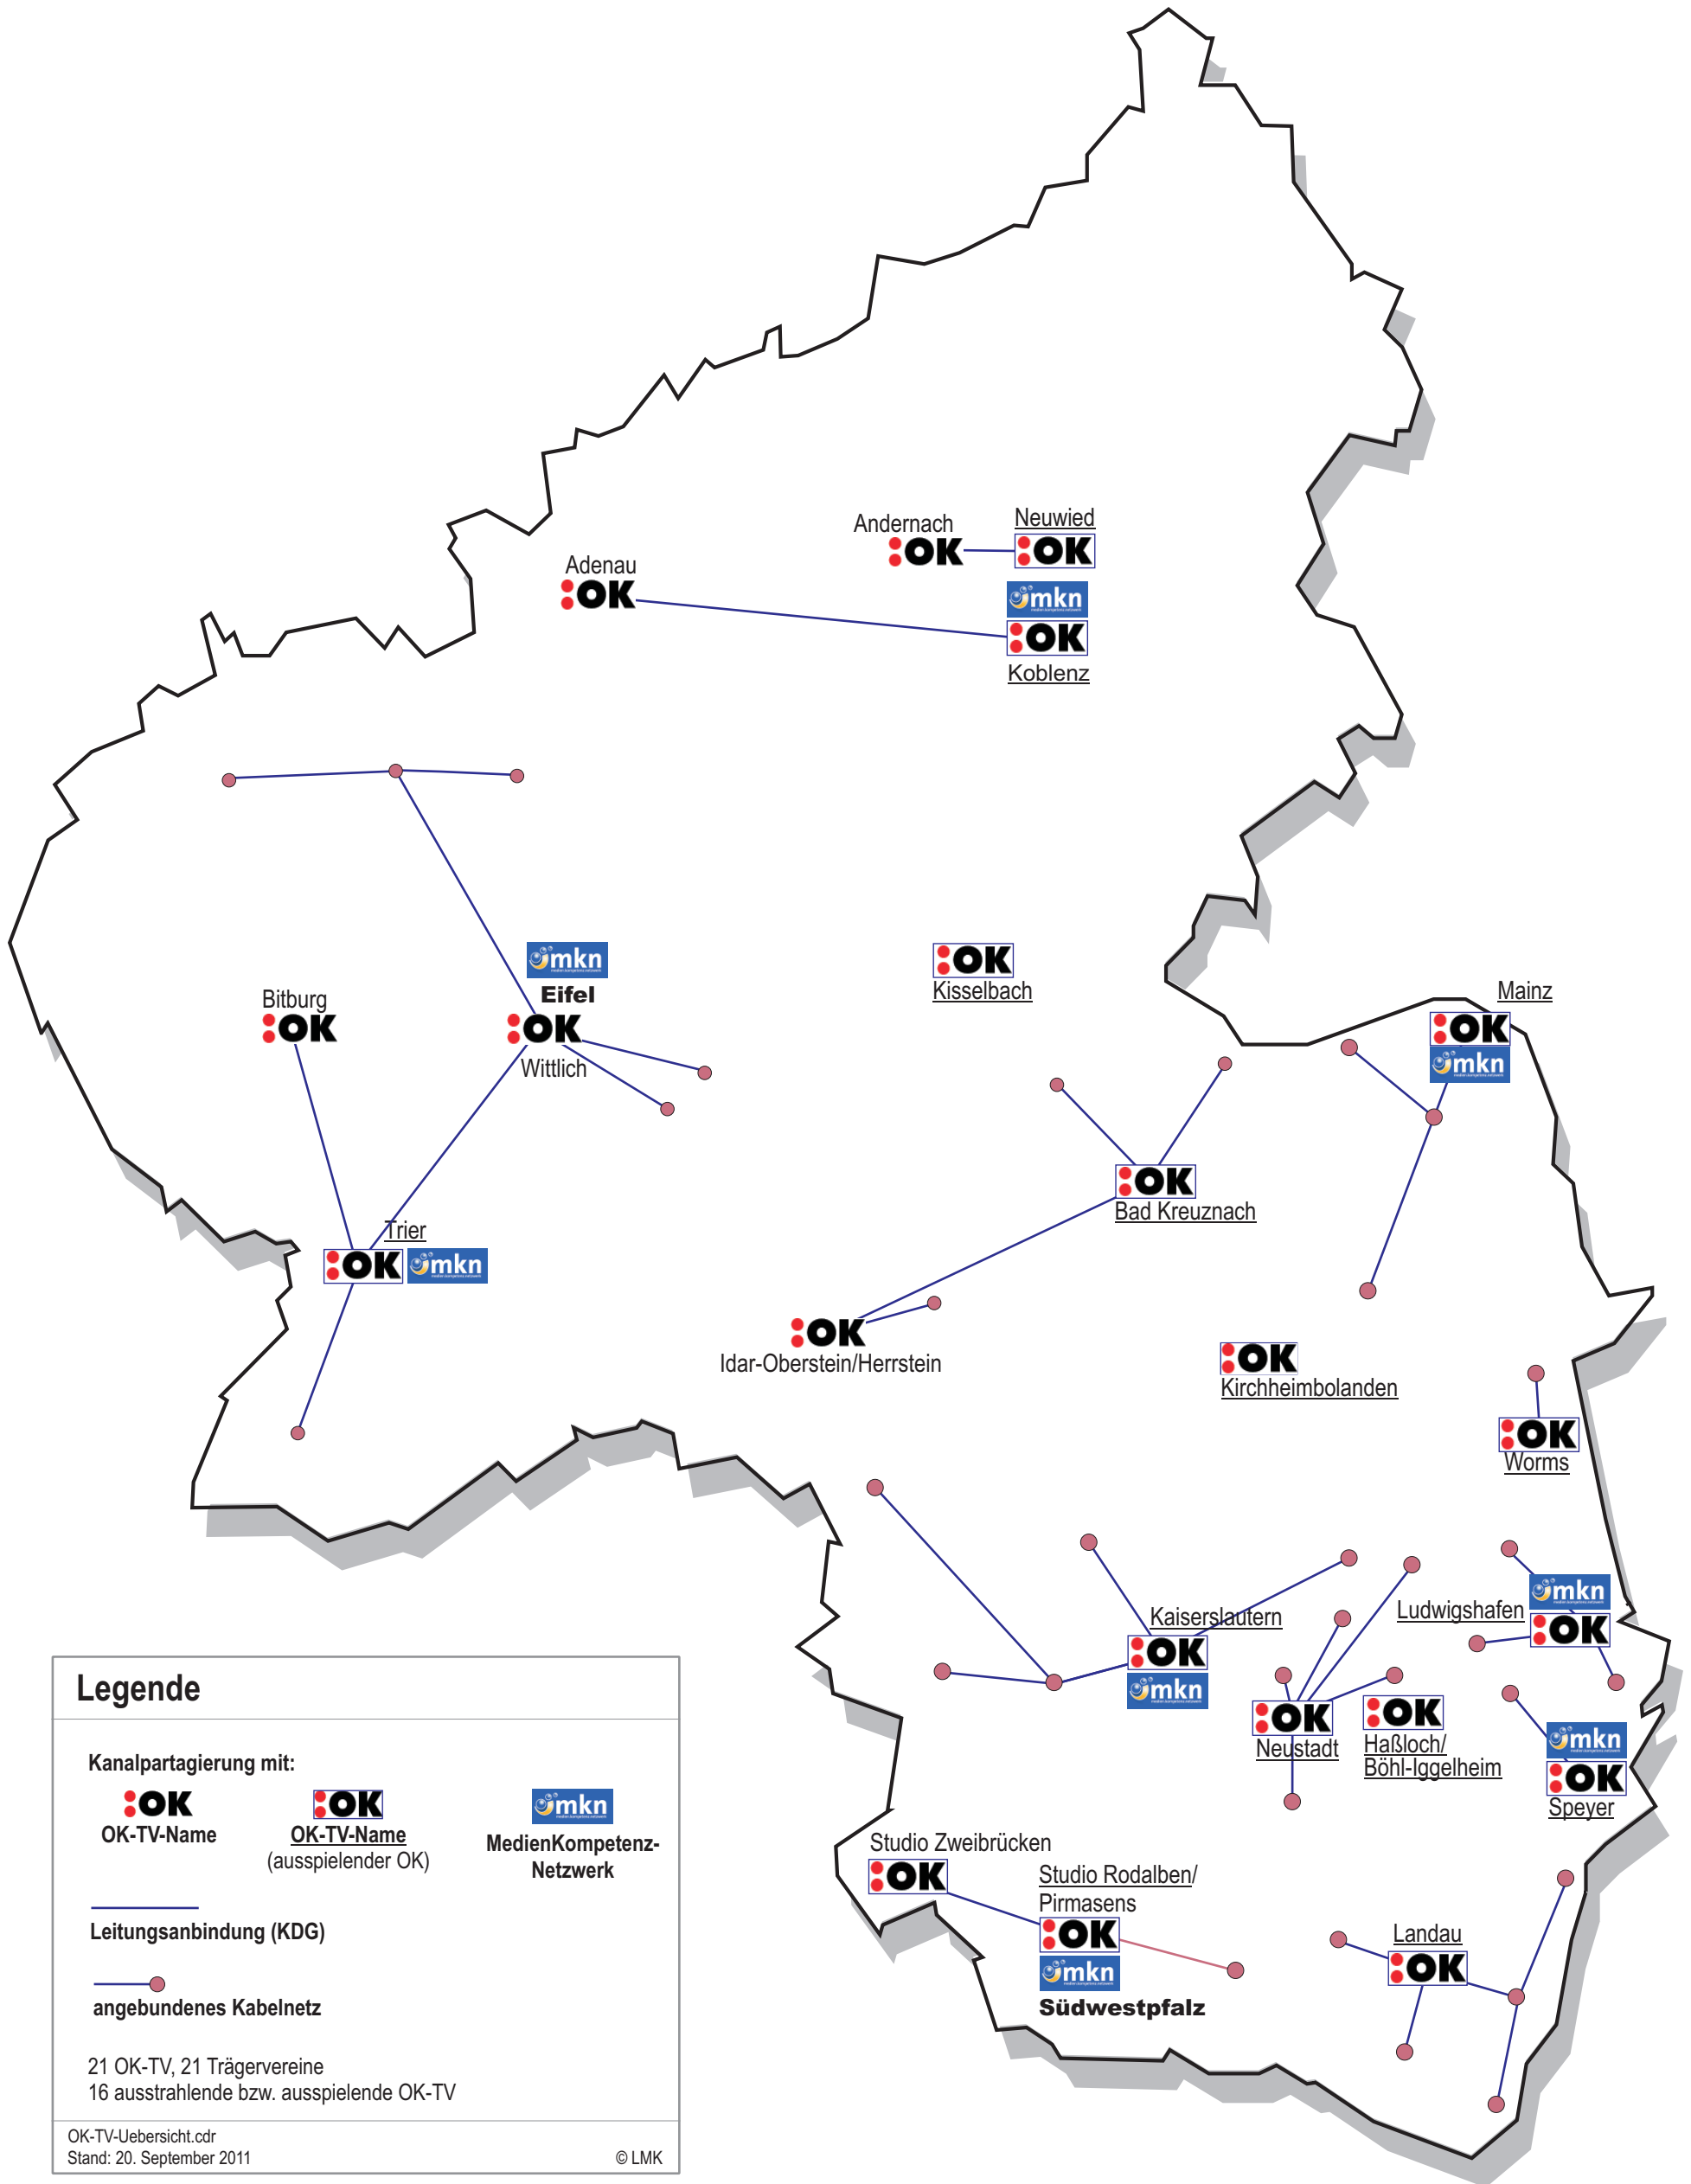 Andernach
:OK
Neuwied
:OK
Adenau
:OK
mkn
:OK
Koblenz
mkn
Eifel
:OK
Wittlich
Bitburg
:OK
:OK
Kisselbach
Mainz
:OK
mkn
:OK
Bad Kreuznach
Trier
:OK mkn
:OK
Idar-Oberstein/Herrstein
:OK
Kirchheimbolanden
:OK
Worms
Kaiserslautern
:OK
mkn
mkn
Ludwigshafen
:OK
:OK
Neustadt
:OK
Haßloch/
Böhl-Iggelheim
mkn
:OK
Speyer
Studio Zweibrücken
:OK
Studio Rodalben/
Pirmasens
:OK
mkn
Südwestpfalz
Landau
:OK
Legende
Kanalpartagierung mit:
:OK
OK-TV-Name
:OK
OK-TV-Name
(ausspielender OK)
mkn
MedienKompetenz-
Netzwerk
Leitungsanbindung (KDG)
angebundenes Kabelnetz
21 OK-TV, 21 Trägervereine
16 ausstrahlende bzw. ausspielende OK-TV
OK-TV-Uebersicht.cdr
Stand: 20. September 2011
© LMK